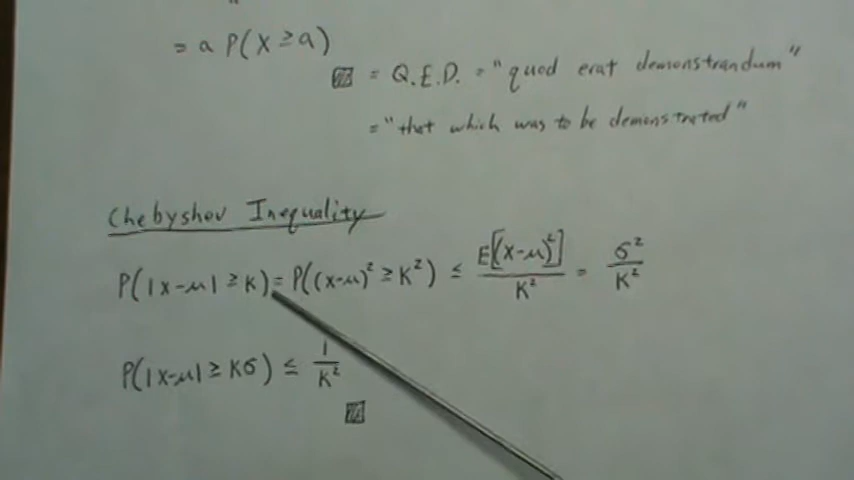 = a P(X ≥ a)
▨ = Q.E.D. = "quod erat demonstrandum"
= "that which was to be demonstrated"
Chebyshov Inequality
P(|X-μ| ≥ K) = P((X-μ)² ≥ K²) ≤ E[(X-μ)²] / K² = σ² / K²
P(|X-μ| ≥ Kσ) ≤ 1 / K²
▨